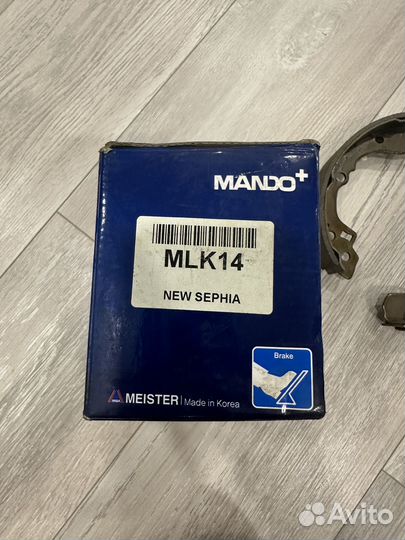 MANDO+
MLK14
NEW SEPHIA
Brake
MEISTER Made in Korea
Avito